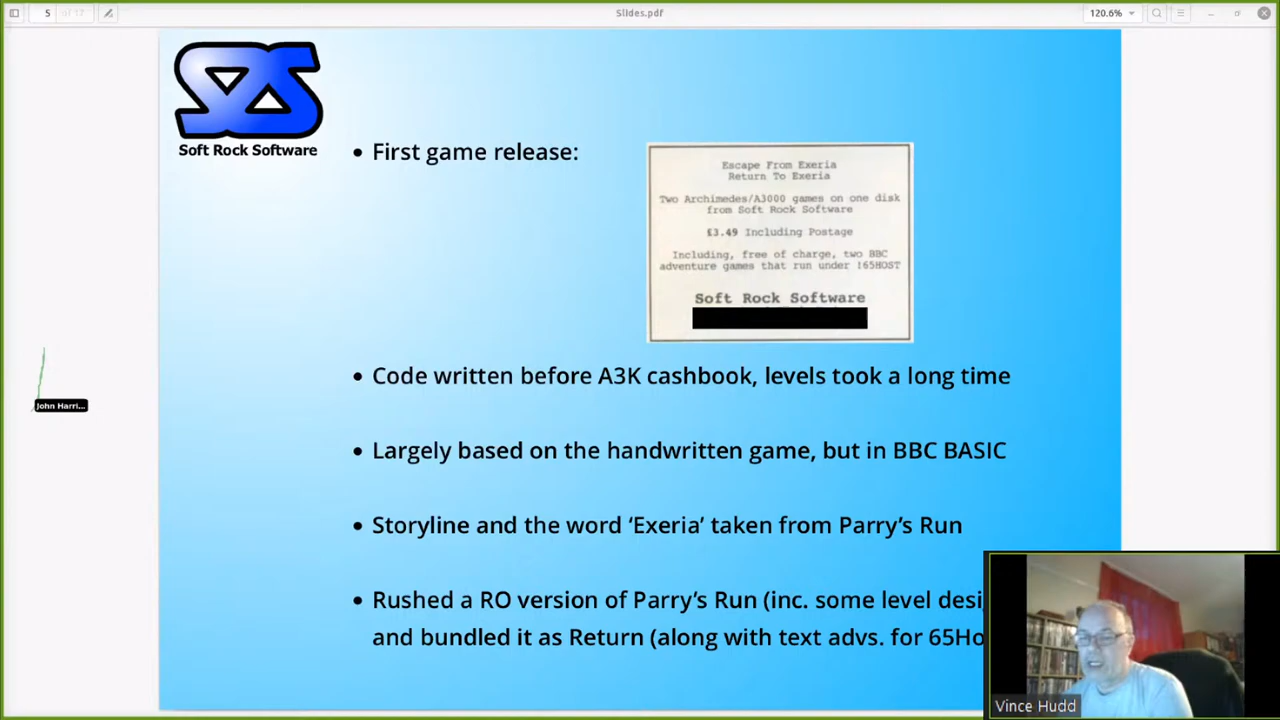 5 of 17
Slides.pdf
120.6%
Soft Rock Software
• First game release:
Escape From Exeria
Return To Exeria
Two Archimedes/A3000 games on one disk
from Soft Rock Software
£3.49 Including Postage
Including, free of charge, two BBC
adventure games that run under !65HOST
Soft Rock Software
• Code written before A3K cashbook, levels took a long time
John Harri...
• Largely based on the handwritten game, but in BBC BASIC
• Storyline and the word ‘Exeria’ taken from Parry’s Run
• Rushed a RO version of Parry’s Run (inc. some level desi
and bundled it as Return (along with text advs. for 65Ho
Vince Hudd